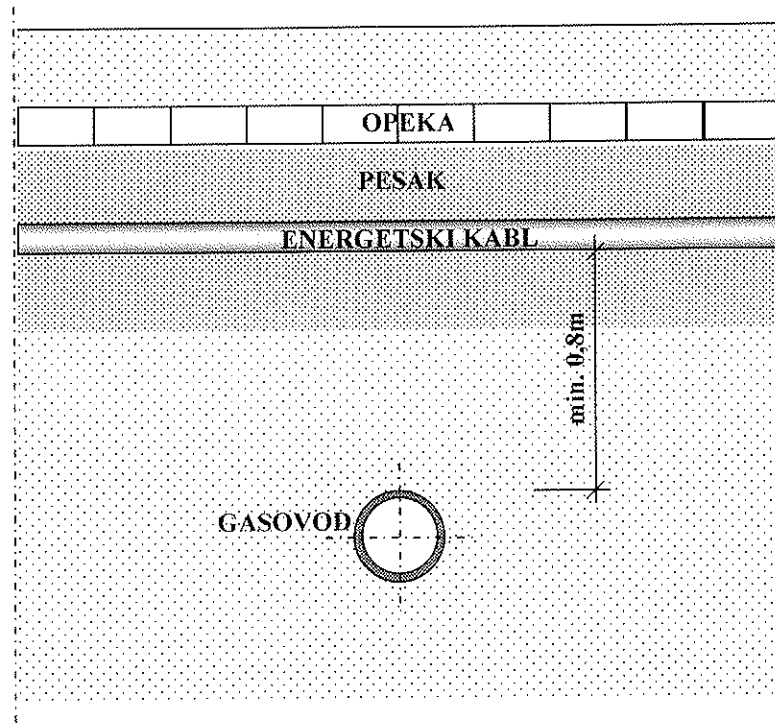 OPEKA
PESAK
ENERGETSKI KABL
min. 0,8m
GASOVOD